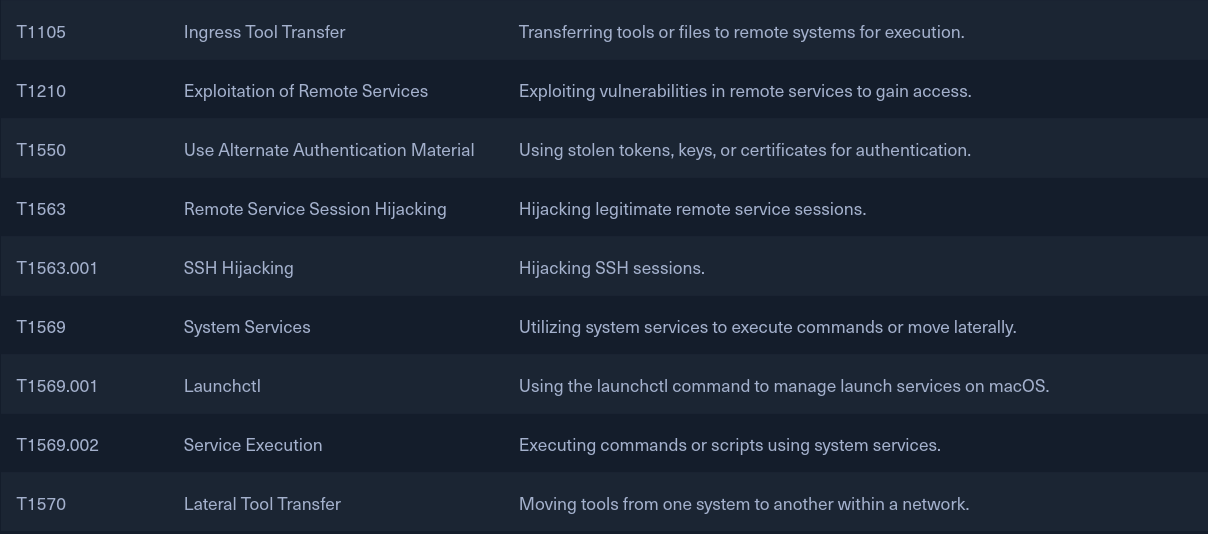 T1105 Ingress Tool Transfer Transferring tools or files to remote systems for execution.
T1210 Exploitation of Remote Services Exploiting vulnerabilities in remote services to gain access.
T1550 Use Alternate Authentication Material Using stolen tokens, keys, or certificates for authentication.
T1563 Remote Service Session Hijacking Hijacking legitimate remote service sessions.
T1563.001 SSH Hijacking Hijacking SSH sessions.
T1569 System Services Utilizing system services to execute commands or move laterally.
T1569.001 Launchctl Using the launchctl command to manage launch services on macOS.
T1569.002 Service Execution Executing commands or scripts using system services.
T1570 Lateral Tool Transfer Moving tools from one system to another within a network.